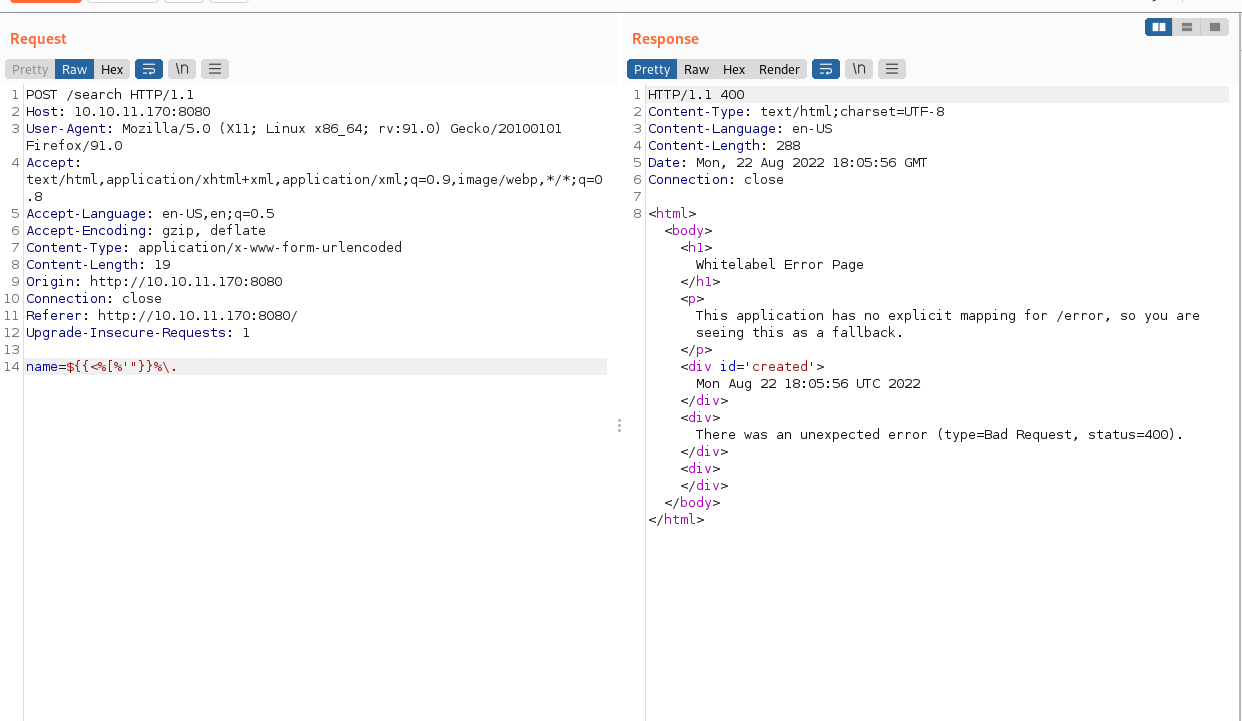 Request
Pretty Raw Hex \n
1 POST /search HTTP/1.1
2 Host: 10.10.11.170:8080
3 User-Agent: Mozilla/5.0 (X11; Linux x86_64; rv:91.0) Gecko/20100101
Firefox/91.0
4 Accept:
text/html,application/xhtml+xml,application/xml;q=0.9,image/webp,*/*;q=0
.8
5 Accept-Language: en-US,en;q=0.5
6 Accept-Encoding: gzip, deflate
7 Content-Type: application/x-www-form-urlencoded
8 Content-Length: 19
9 Origin: http://10.10.11.170:8080
10 Connection: close
11 Referer: http://10.10.11.170:8080/
12 Upgrade-Insecure-Requests: 1
13
14 name=${{<%[%'"}}%\.
Response
Pretty Raw Hex Render \n
1 HTTP/1.1 400
2 Content-Type: text/html;charset=UTF-8
3 Content-Language: en-US
4 Content-Length: 288
5 Date: Mon, 22 Aug 2022 18:05:56 GMT
6 Connection: close
7
8 <html>
<body>
<h1>
Whitelabel Error Page
</h1>
<p>
This application has no explicit mapping for /error, so you are
seeing this as a fallback.
</p>
<div id='created'>
Mon Aug 22 18:05:56 UTC 2022
</div>
<div>
There was an unexpected error (type=Bad Request, status=400).
</div>
<div>
</div>
</body>
</html>